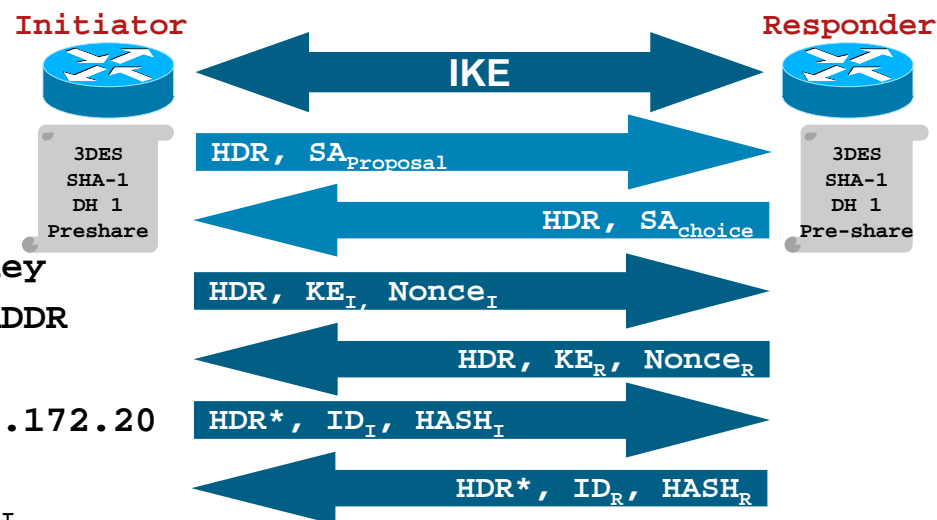 Initiator
Responder
IKE
3DES
SHA-1
DH 1
Preshare
3DES
SHA-1
DH 1
Pre-share
HDR, SAProposal
HDR, SAchoice
ey
HDR, KEI, NonceI
DDR
HDR, KER, NonceR
.172.20
HDR*, IDI, HASHI
HDR*, IDR, HASHR
I